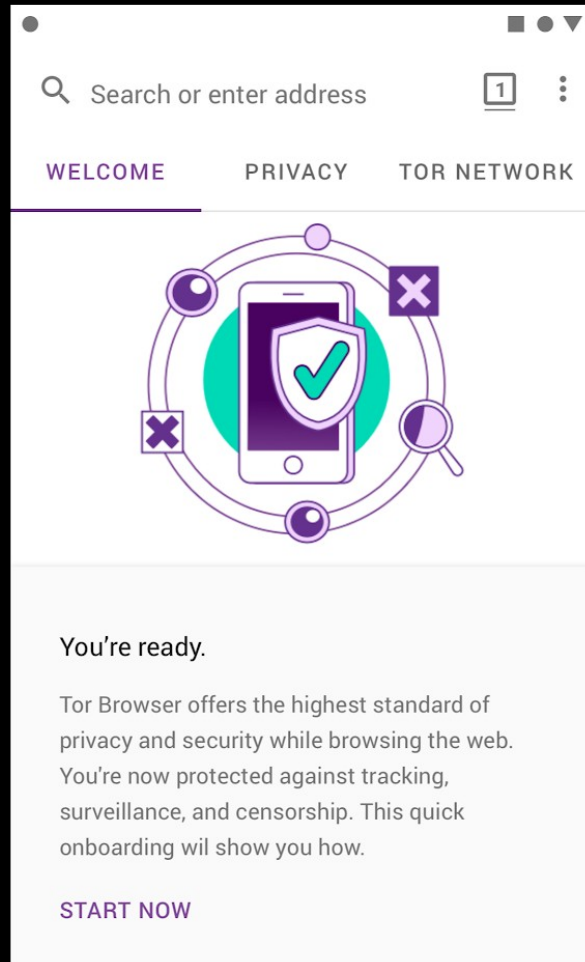 Search or enter address 1
WELCOME PRIVACY TOR NETWORK
You’re ready.
Tor Browser offers the highest standard of
privacy and security while browsing the web.
You're now protected against tracking,
surveillance, and censorship. This quick
onboarding wil show you how.
START NOW